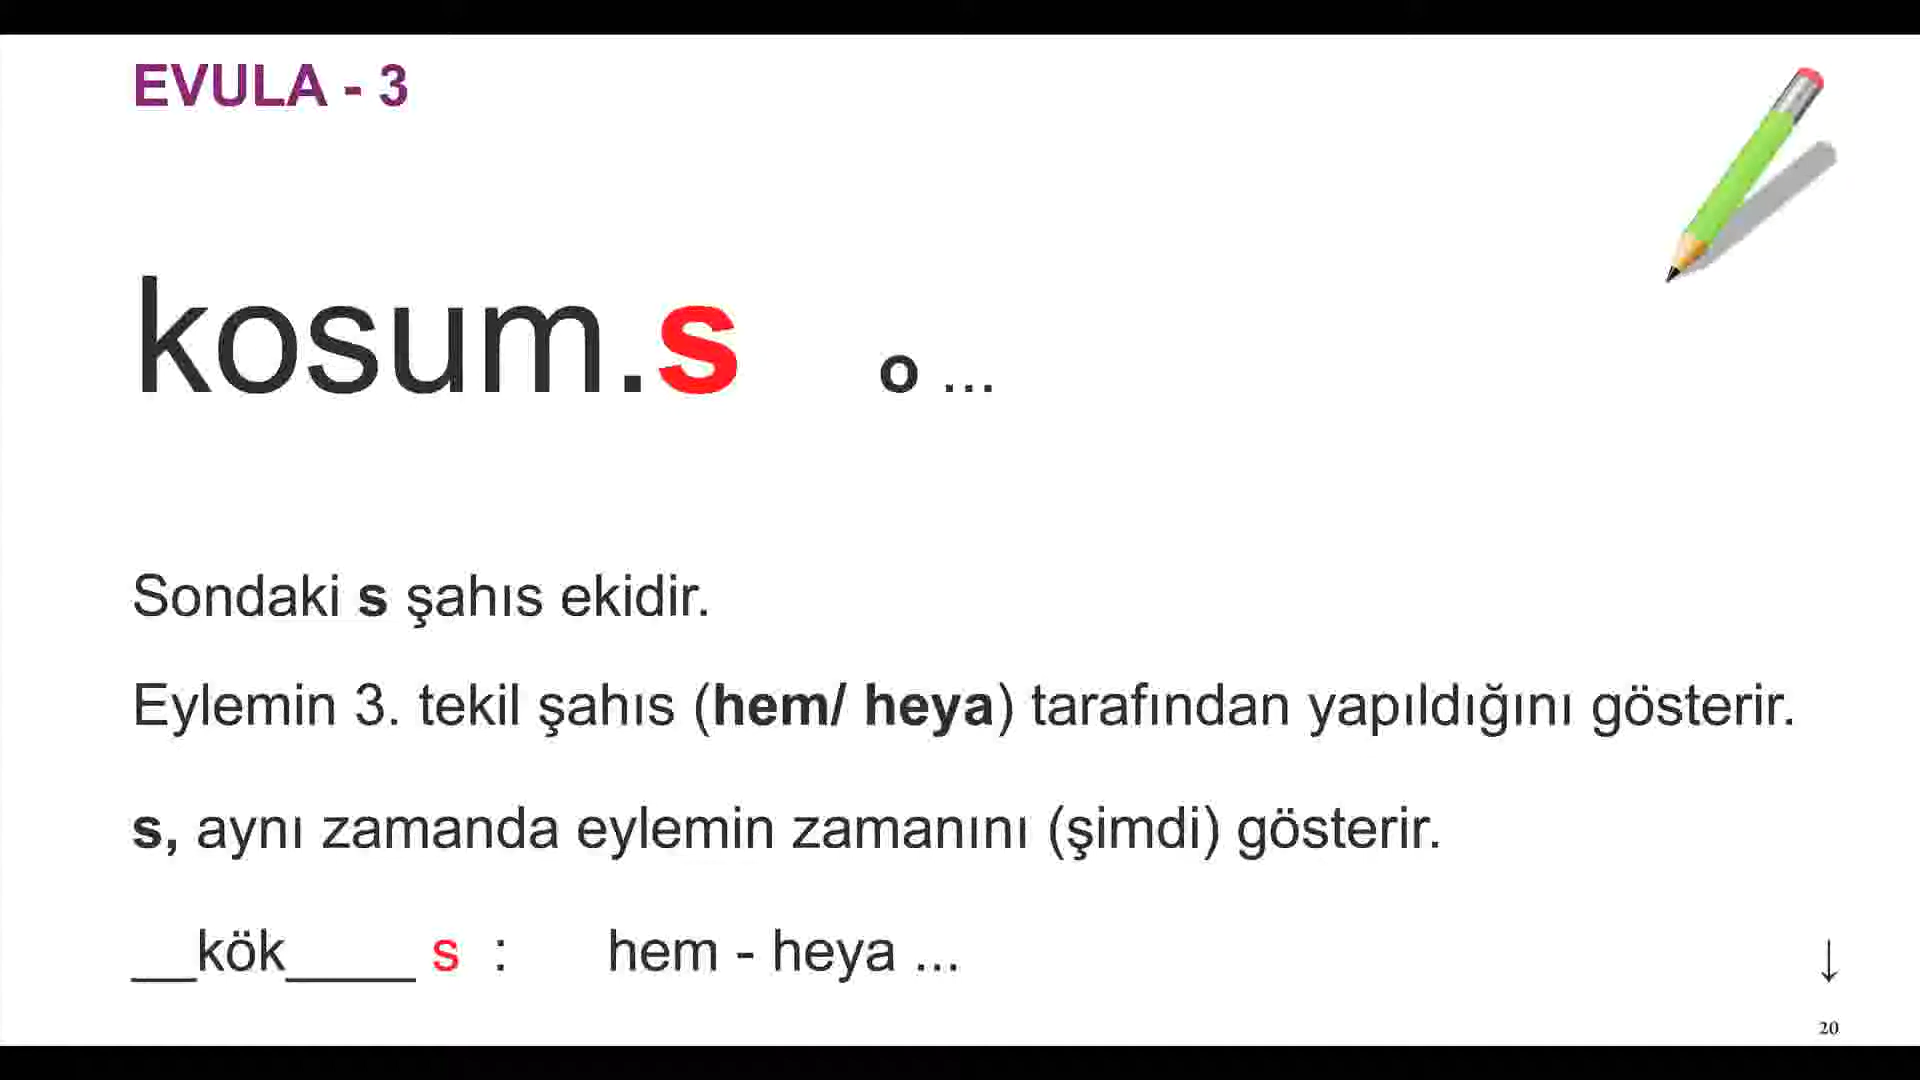 EVULA - 3
kosum.s o ...
Sondaki s şahıs ekidir.
Eylemin 3. tekil şahıs (hem/ heya) tarafından yapıldığını gösterir.
s, aynı zamanda eylemin zamanını (şimdi) gösterir.
__kök____ s : hem - heya ... ↓
20